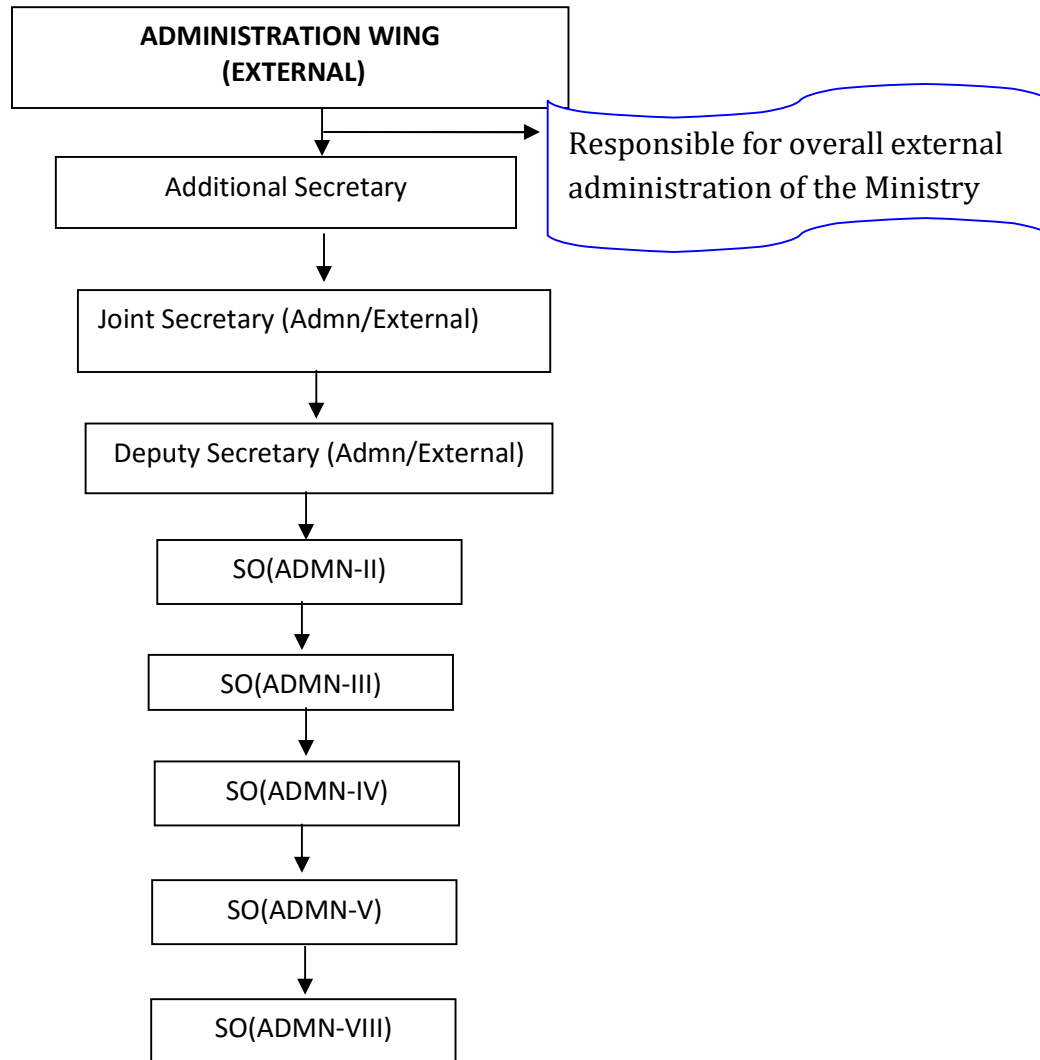 ADMINISTRATION WING
(EXTERNAL)
Responsible for overall external
administration of the Ministry
Additional Secretary
Joint Secretary (Admn/External)
Deputy Secretary (Admn/External)
SO(ADMN-II)
SO(ADMN-III)
SO(ADMN-IV)
SO(ADMN-V)
SO(ADMN-VIII)